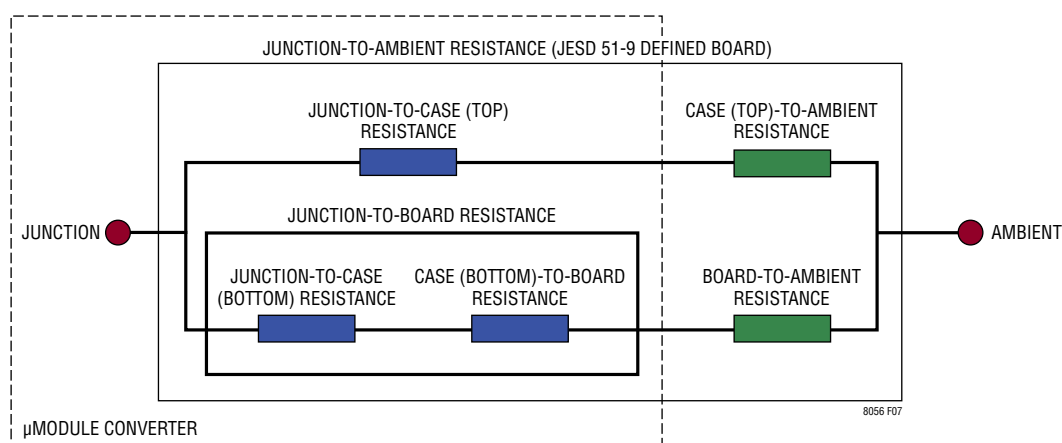 JUNCTION-TO-AMBIENT RESISTANCE (JESD 51-9 DEFINED BOARD)
JUNCTION-TO-CASE (TOP)
RESISTANCE
CASE (TOP)-TO-AMBIENT
RESISTANCE
JUNCTION-TO-BOARD RESISTANCE
JUNCTION
AMBIENT
JUNCTION-TO-CASE
(BOTTOM) RESISTANCE
CASE (BOTTOM)-TO-BOARD
RESISTANCE
BOARD-TO-AMBIENT
RESISTANCE
8056 F07
µMODULE CONVERTER